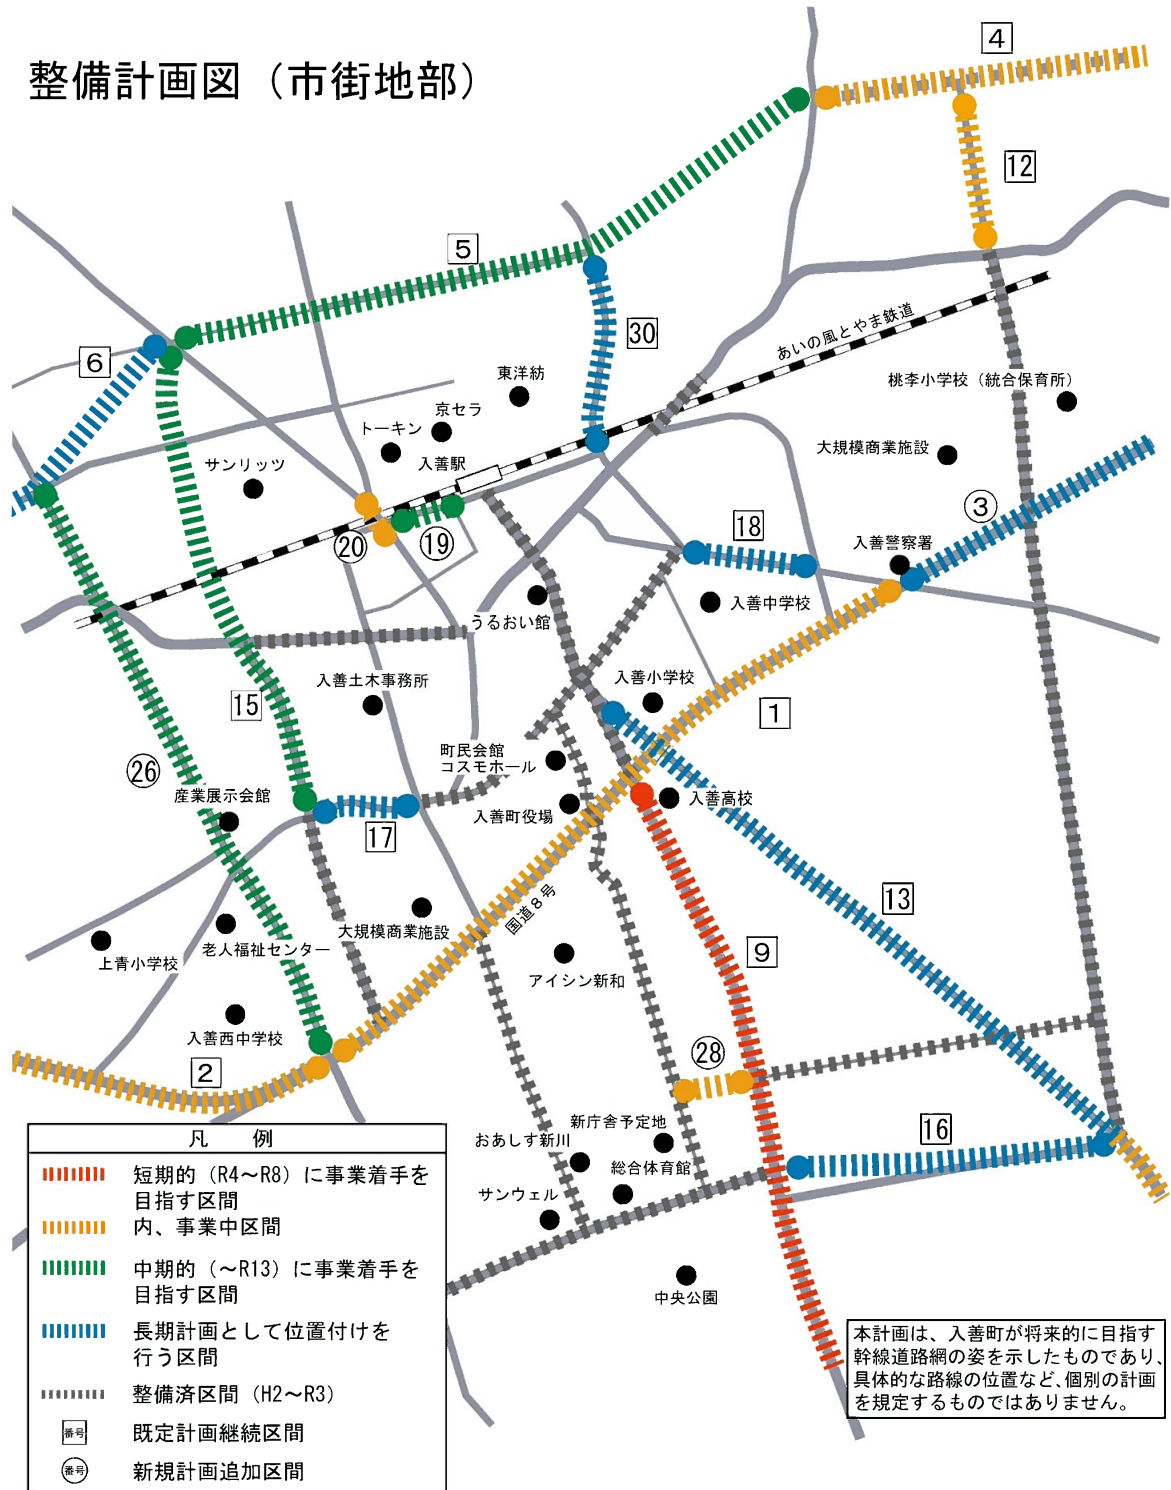 整備計画図（市街地部）
4
12
5
30
6
あいの風とやま鉄道
東洋紡
桃李小学校（統合保育所）
京セラ
トーキン
入善駅
大規模商業施設
サンリッツ
3
18
入善警察署
20
19
入善中学校
うるおい館
入善土木事務所
入善小学校
15
1
町民会館
コスモホール
26
産業展示会館
入善町役場
入善高校
17
国道８号
13
大規模商業施設
老人福祉センター
上青小学校
9
アイシン新和
入善西中学校
28
2
新庁舎予定地
おあしす新川
16
総合体育館
サンウェル
中央公園
凡　例
短期的（R4～R8）に事業着手を
目指す区間
内、事業中区間
中期的（～R13）に事業着手を
目指す区間
長期計画として位置付けを
行う区間
整備済区間（H2～R3）
番号
既定計画継続区間
番号
新規計画追加区間
本計画は、入善町が将来的に目指す
幹線道路網の姿を示したものであり、
具体的な路線の位置など、個別の計画
を規定するものではありません。